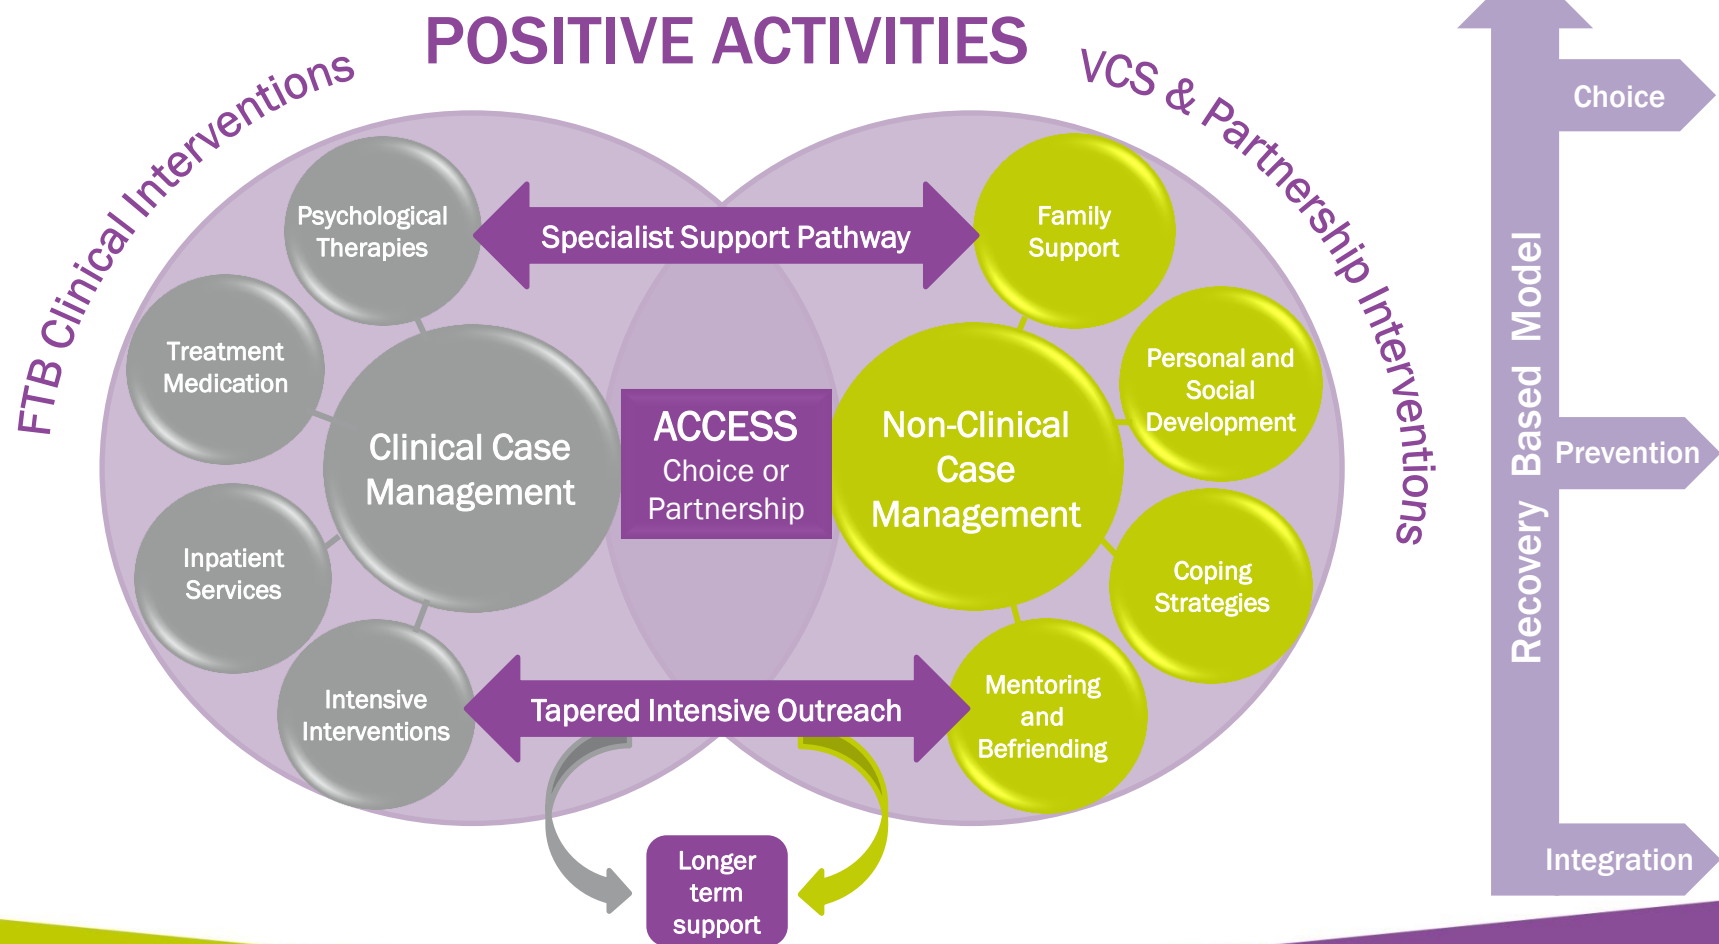 POSITIVE ACTIVITIES
FTB Clinical Interventions
VCS & Partnership Interventions
Psychological
Therapies
Specialist Support Pathway
Family
Support
Treatment
Medication
Personal and
Social
Development
Clinical Case
Management
ACCESS
Choice or
Partnership
Non-Clinical
Case
Management
Inpatient
Services
Coping
Strategies
Intensive
Interventions
Tapered Intensive Outreach
Mentoring
and
Befriending
Longer
term
support
Recovery Based Model
Choice
Prevention
Integration